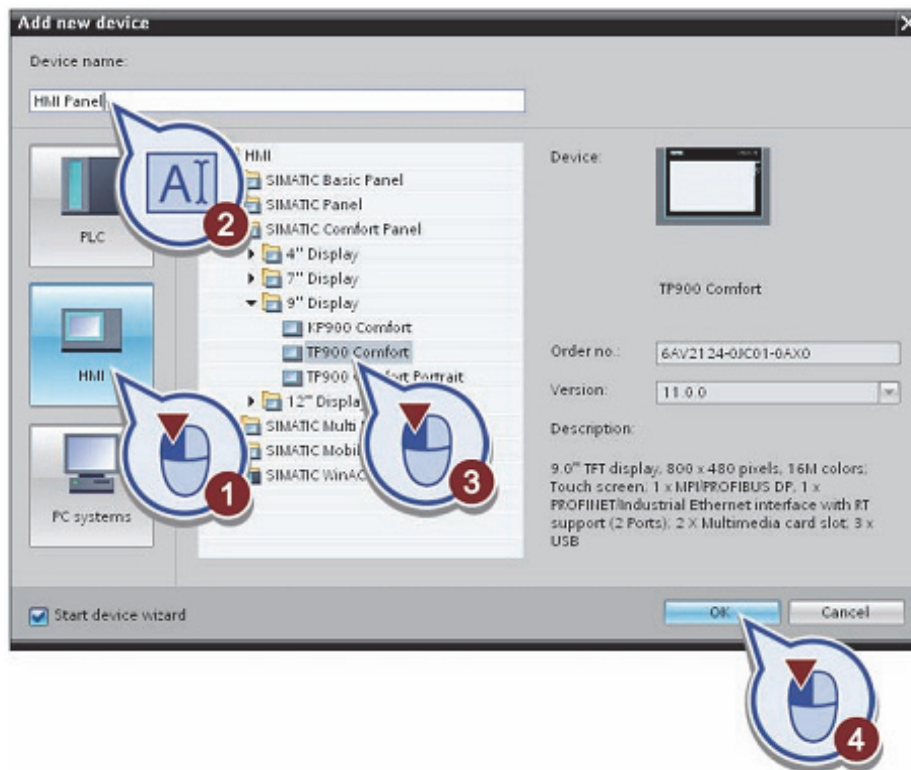 Add new device
Device name:
HMI Panel
A
2
PLC
HMI
1
PC systems
HMI
SIMATIC Basic Panel
SIMATIC Panel
SIMATIC Comfort Panel
4" Display
7" Display
9" Display
KP900 Comfort
TP900 Comfort
TP900 Portrait
12"
SIMATIC Multi
SIMATIC
SIMATIC
3
Device:
TP900 Comfort
Order no.:
6AV2124-0JC01-0AX0
Version:
11.0.0
Description:
9.0" TFT display, 800 x 480 pixels, 16M colors;
Touch screen; 1 x MPI/PROFIBUS DP, 1 x
PROFINET/Industrial Ethernet interface with RT
support (2 Ports); 2 X Multimedia card slot; 3 x
USB
Start device wizard
OK
Cancel
4